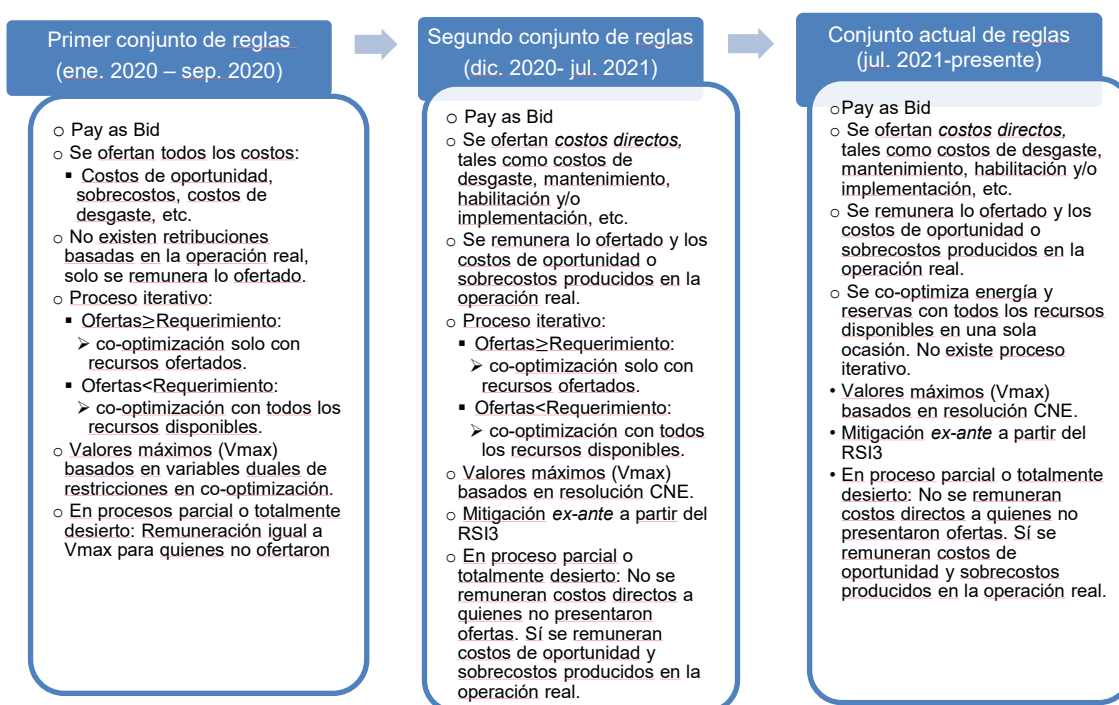 Primer conjunto de reglas
(ene. 2020 – sep. 2020)
o Pay as Bid
o Se ofertan todos los costos:
▪ Costos de oportunidad,
sobrecostos, costos de
desgaste, etc.
o No existen retribuciones
basadas en la operación real,
solo se remunera lo ofertado.
o Proceso iterativo:
▪ Ofertas≥Requerimiento:
➢ co-optimización solo con
recursos ofertados.
▪ Ofertas<Requerimiento:
➢ co-optimización con todos los
recursos disponibles.
o Valores máximos (Vmax)
basados en variables duales de
restricciones en co-optimización.
o En procesos parcial o totalmente
desierto: Remuneración igual a
Vmax para quienes no ofertaron
Segundo conjunto de reglas
(dic. 2020- jul. 2021)
o Pay as Bid
o Se ofertan costos directos,
tales como costos de
desgaste, mantenimiento,
habilitación y/o
implementación, etc.
o Se remunera lo ofertado y los
costos de oportunidad o
sobrecostos producidos en la
operación real.
o Proceso iterativo:
▪ Ofertas≥Requerimiento:
➢ co-optimización solo con
recursos ofertados.
▪ Ofertas<Requerimiento:
➢ co-optimización con todos
los recursos disponibles.
o Valores máximos (Vmax)
basados en resolución CNE.
o Mitigación ex-ante a partir del
RSI3
o En proceso parcial o
totalmente desierto: No se
remuneran costos directos a
quienes no presentaron
ofertas. Sí se remuneran
costos de oportunidad y
sobrecostos producidos en la
operación real.
Conjunto actual de reglas
(jul. 2021-presente)
o Pay as Bid
o Se ofertan costos directos,
tales como costos de desgaste,
mantenimiento, habilitación y/o
implementación, etc.
o Se remunera lo ofertado y los
costos de oportunidad o
sobrecostos producidos en la
operación real.
o Se co-optimiza energía y
reservas con todos los recursos
disponibles en una sola
ocasión. No existe proceso
iterativo.
• Valores máximos (Vmax)
basados en resolución CNE.
• Mitigación ex-ante a partir del
RSI3
• En proceso parcial o totalmente
desierto: No se remuneran
costos directos a quienes no
presentaron ofertas. Sí se
remuneran costos de
oportunidad y sobrecostos
producidos en la operación real.